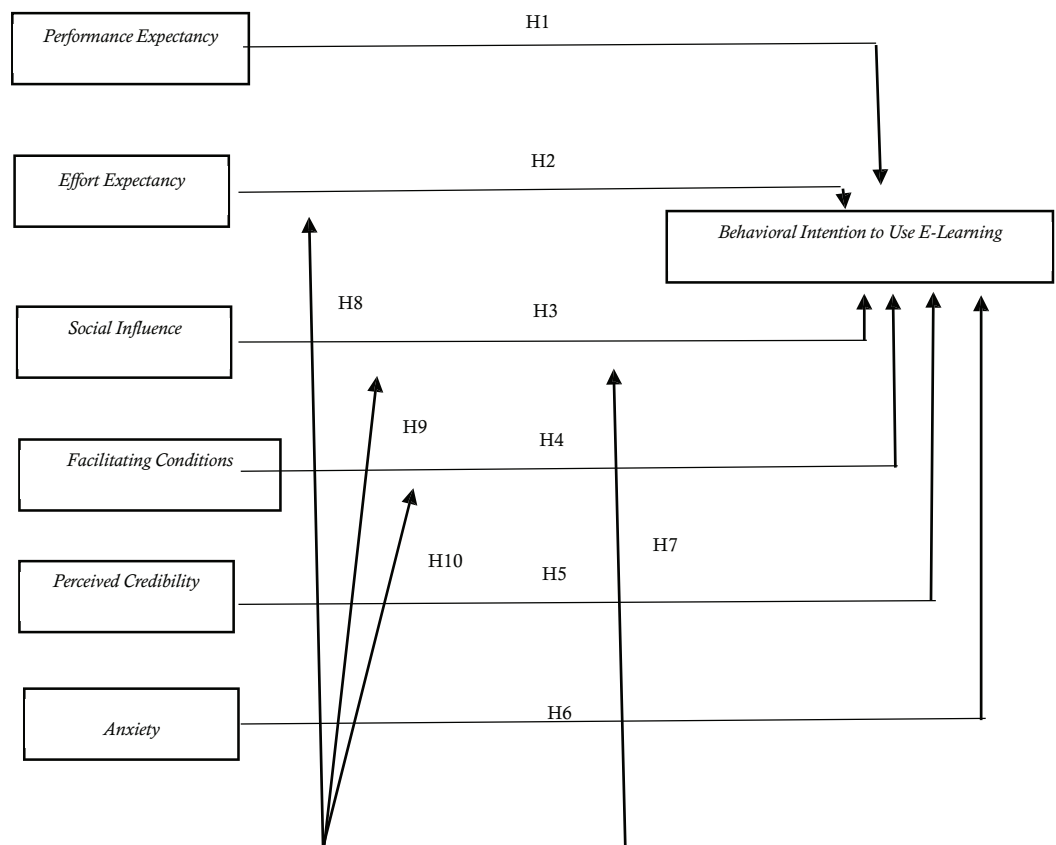 H1
Performance Expectancy
H2
Effort Expectancy
Behavioral Intention to Use E-Learning
H8
H3
Social Influence
H9
H4
Facilitating Conditions
H7
H10
H5
Perceived Credibility
H6
Anxiety